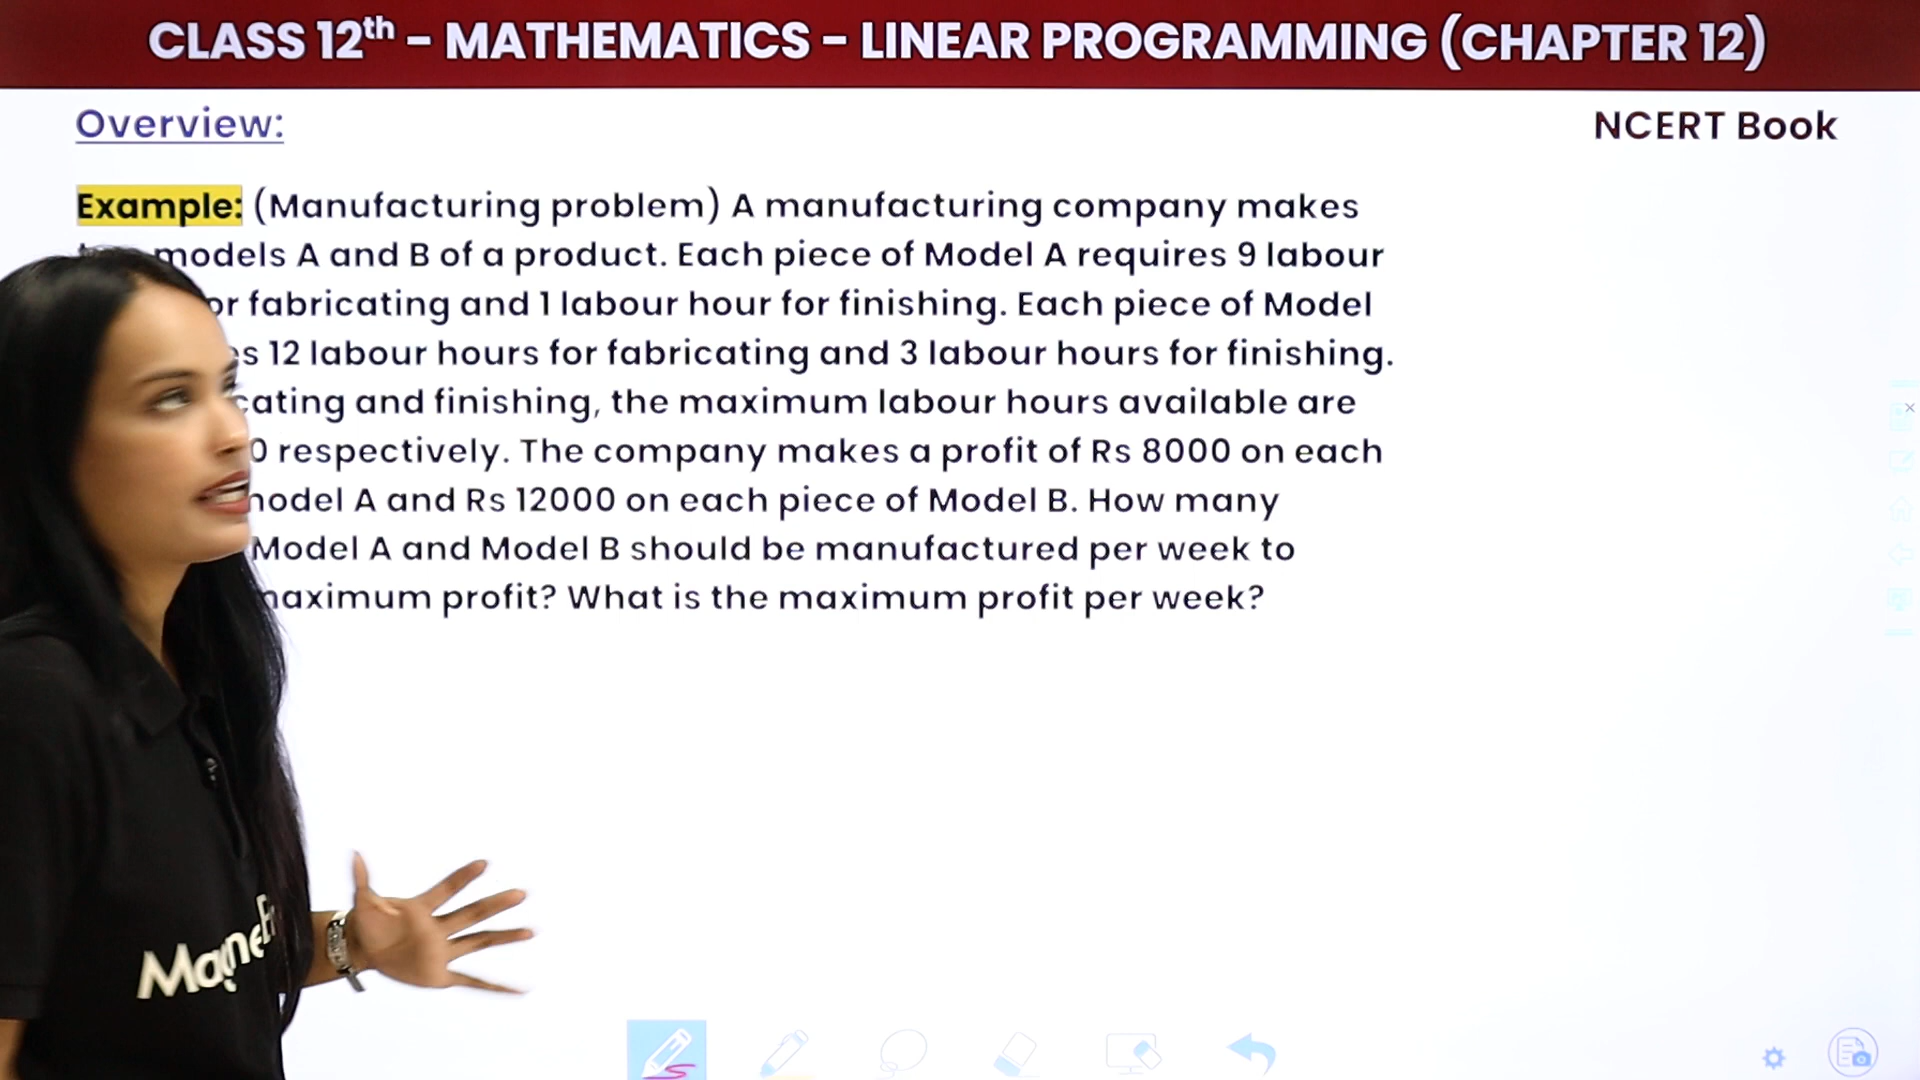 CLASS 12th - MATHEMATICS - LINEAR PROGRAMMING (CHAPTER 12)
Overview:
NCERT Book
Example: (Manufacturing problem) A manufacturing company makes
models A and B of a product. Each piece of Model A requires 9 labour
fabricating and 1 labour hour for finishing. Each piece of Model
12 labour hours for fabricating and 3 labour hours for finishing.
and finishing, the maximum labour hours available are
respectively. The company makes a profit of Rs 8000 on each
model A and Rs 12000 on each piece of Model B. How many
Model A and Model B should be manufactured per week to
maximum profit? What is the maximum profit per week?